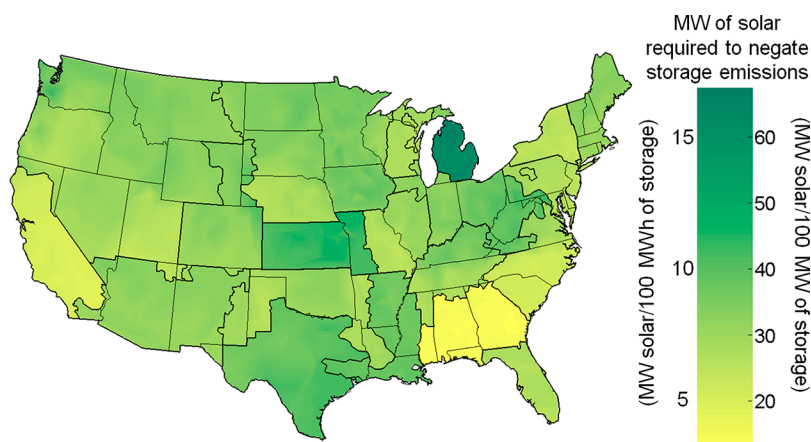 MW of solar
required to negate
storage emissions
(MW solar/100 MWh of storage)
15
10
5
60
50
40
30
20
(MW solar/100 MW of storage)